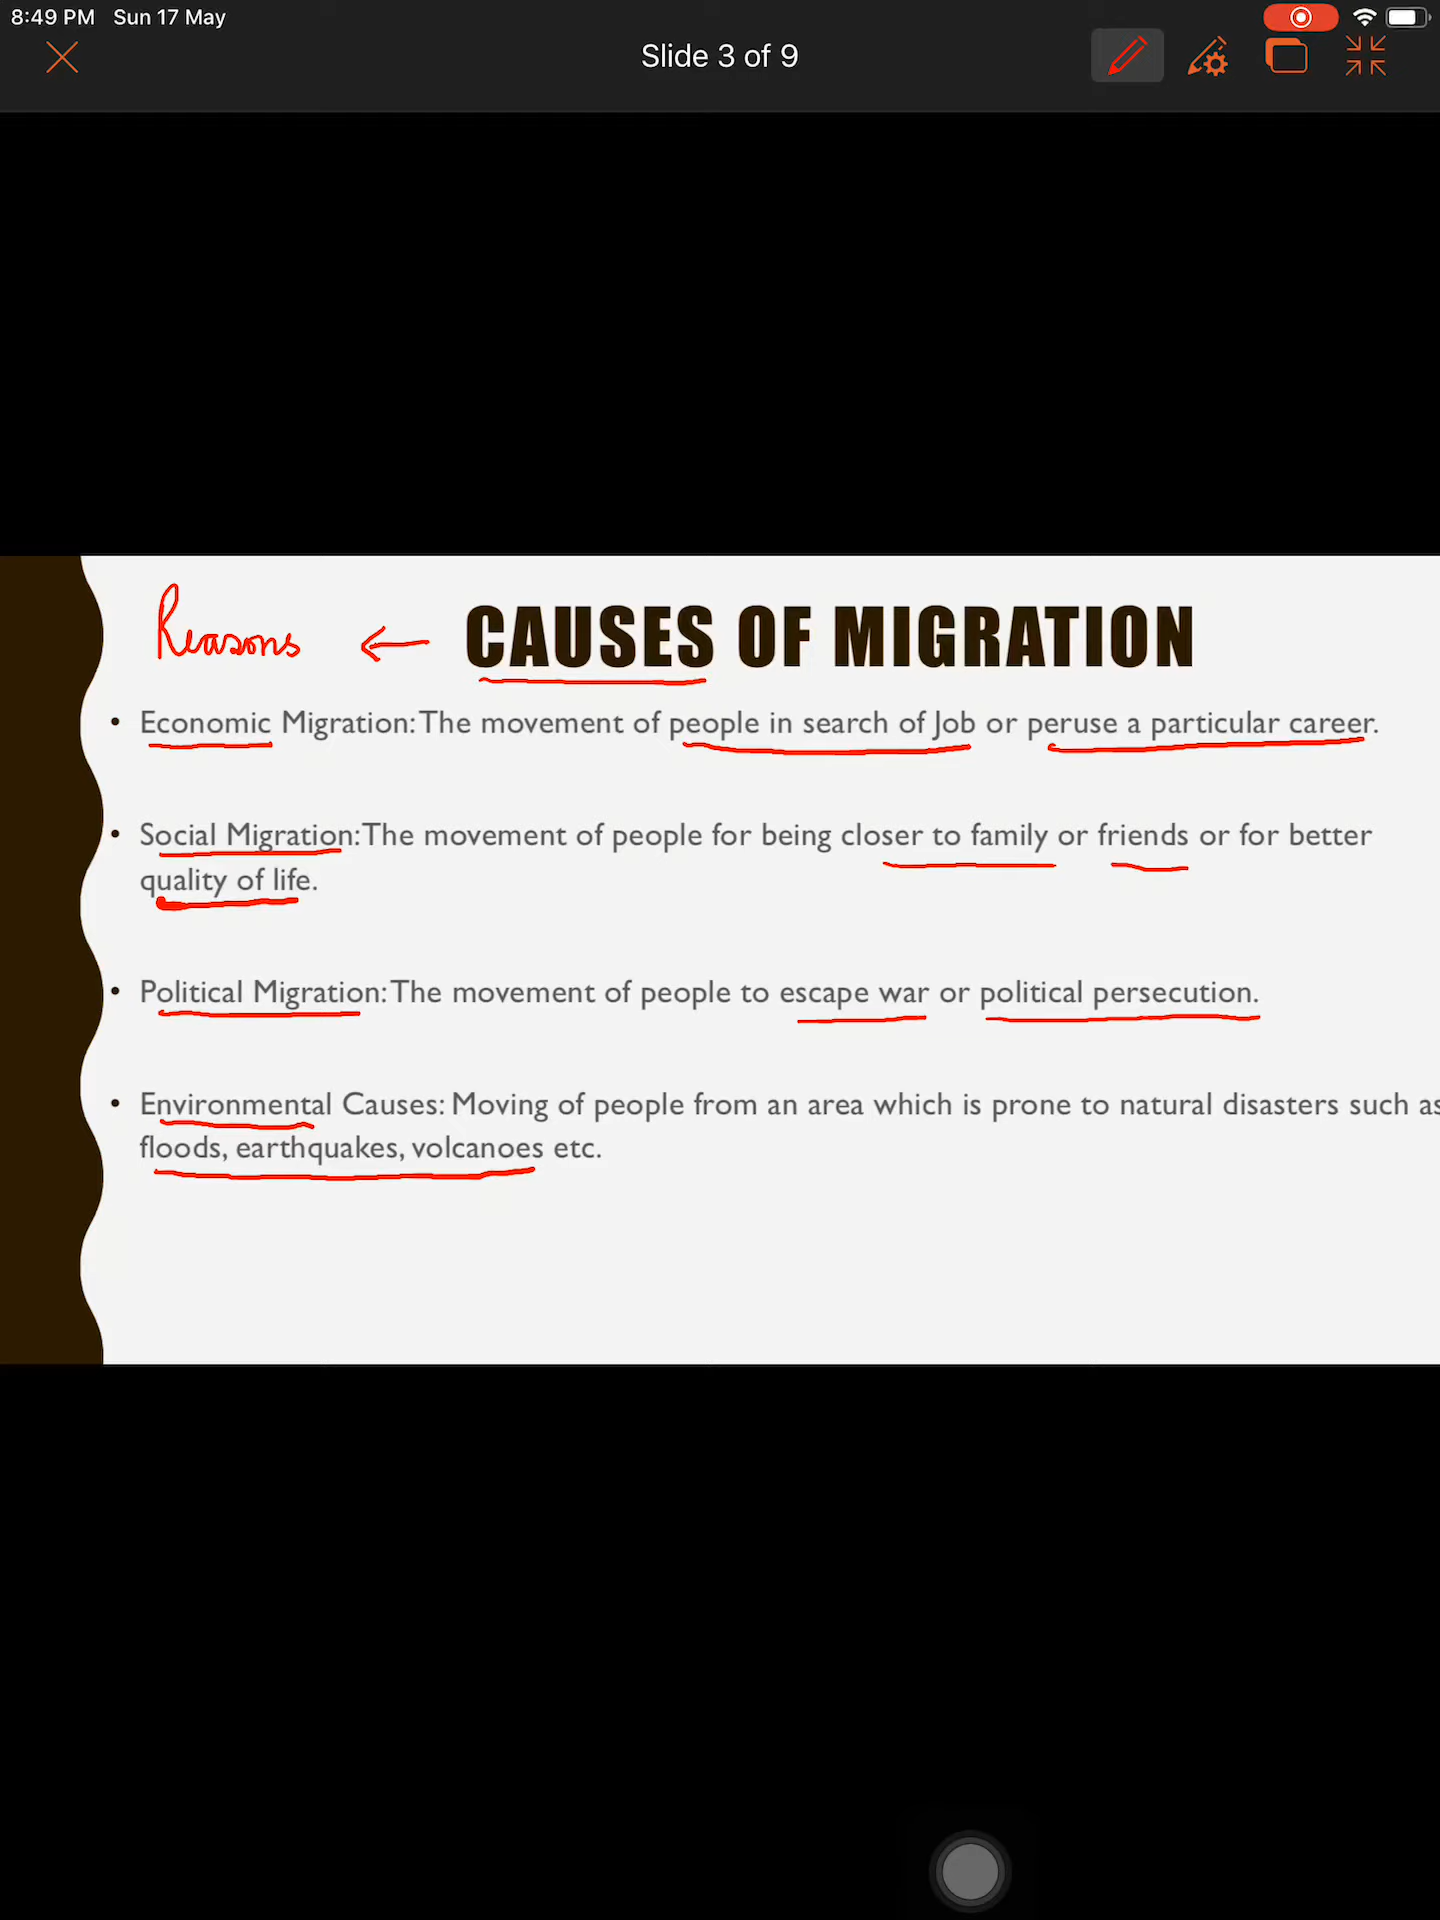 8:49 PM Sun 17 May
Slide 3 of 9
Reasons ← CAUSES OF MIGRATION
• Economic Migration: The movement of people in search of Job or peruse a particular career.
• Social Migration: The movement of people for being closer to family or friends or for better
quality of life.
• Political Migration: The movement of people to escape war or political persecution.
• Environmental Causes: Moving of people from an area which is prone to natural disasters such as
floods, earthquakes, volcanoes etc.